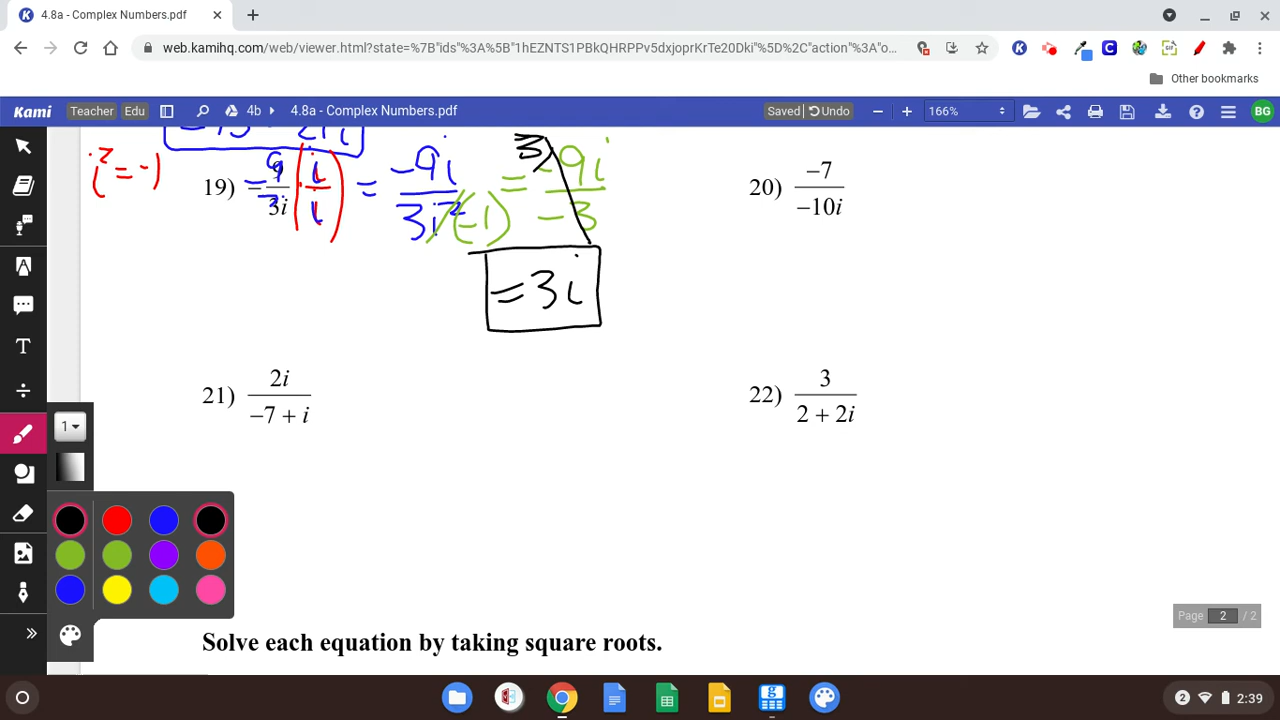 4.8a - Complex Numbers.pdf
web.kamihq.com/web/viewer.html?state=%7B"ids"%3A%5B"1hEZNTS1PBkQHRPPv5dxjoprKrTe20Dki"%5D%2C"action"%3A"o...
Other bookmarks
Kami Teacher Edu 4b 4.8a - Complex Numbers.pdf Saved Undo 166% BG
i² = -1
19) -9/3i (i/i) = -9i/3i² (-1) = -9i/-3
= 3i
20) -7/-10i
21) 2i/-7 + i
22) 3/2 + 2i
1
Page 2 / 2
Solve each equation by taking square roots.
2 2:39